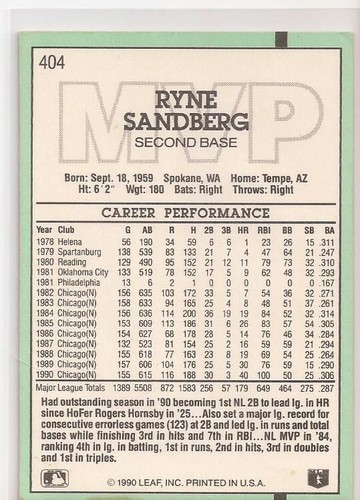 404
MVP
RYNE
SANDBERG
SECOND BASE
Born: Sept. 18, 1959 Spokane, WA Home: Tempe, AZ
Ht: 6'2" Wgt: 180 Bats: Right Throws: Right
CAREER PERFORMANCE
Year Club G AB R H 2B 3B HR RBI BB SB BA
1978 Helena 56 190 34 59 6 6 1 23 26 15 .311
1979 Spartanburg 138 539 83 133 21 7 4 47 64 21 .247
1980 Reading 129 490 95 152 21 12 11 79 73 32 .310
1981 Oklahoma City 133 519 78 152 17 5 9 62 48 32 .293
1981 Philadelphia 13 6 2 1 0 0 0 0 0 0 .167
1982 Chicago(N) 156 635 103 172 33 5 7 54 36 32 .271
1983 Chicago(N) 158 633 94 165 25 4 8 48 51 37 .261
1984 Chicago(N) 156 636 114 200 36 19 19 84 52 32 .314
1985 Chicago(N) 153 609 113 186 31 6 26 83 57 54 .305
1986 Chicago(N) 154 627 68 178 28 5 14 76 46 34 .284
1987 Chicago(N) 132 523 81 154 25 2 16 59 59 21 .294
1988 Chicago(N) 155 618 77 163 23 8 19 69 54 25 .264
1989 Chicago(N) 157 606 104 176 25 5 30 76 59 15 .290
1990 Chicago(N) 155 615 116 188 30 3 40 100 50 25 .306
Major League Totals 1389 5508 872 1583 256 57 179 649 464 275 .287
Had outstanding season in '90 becoming 1st NL 2B to lead lg. in HR
since HoFer Rogers Hornsby in '25...Also set a major lg. record for
consecutive errorless games (123) at 2B and led lg. in runs and total
bases while finishing 3rd in hits and 7th in RBI...NL MVP in '84,
ranking 4th in lg. in batting, 1st in runs, 2nd in hits, 3rd in doubles
and 1st in triples.
© 1990 LEAF, INC. PRINTED IN U.S.A.